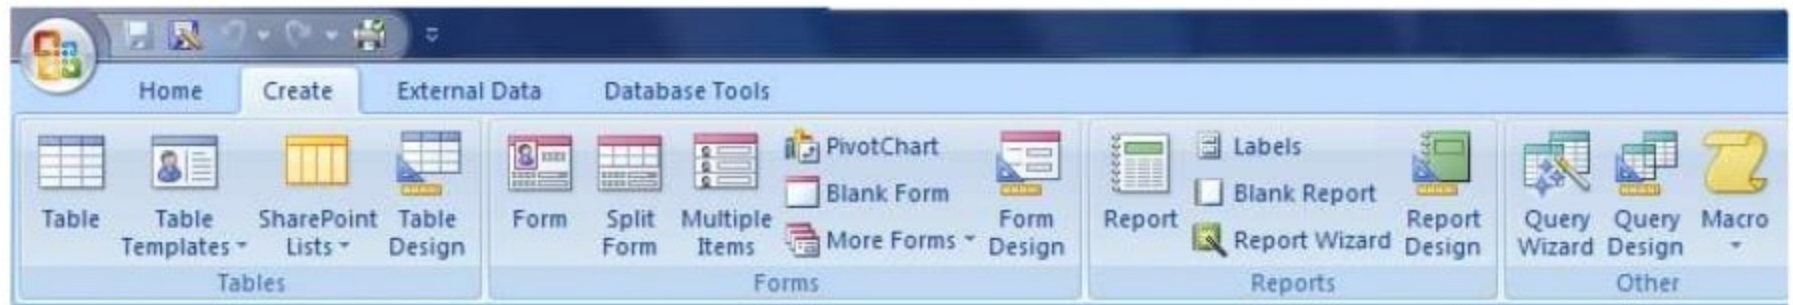 Home Create External Data Database Tools
Table
Table
Templates
SharePoint
Lists
Table
Design
Tables
Form
Split
Form
Multiple
Items
PivotChart
Blank Form
More Forms
Form
Design
Forms
Report
Labels
Blank Report
Report Wizard
Report
Design
Reports
Query
Wizard
Query
Design
Macro
Other